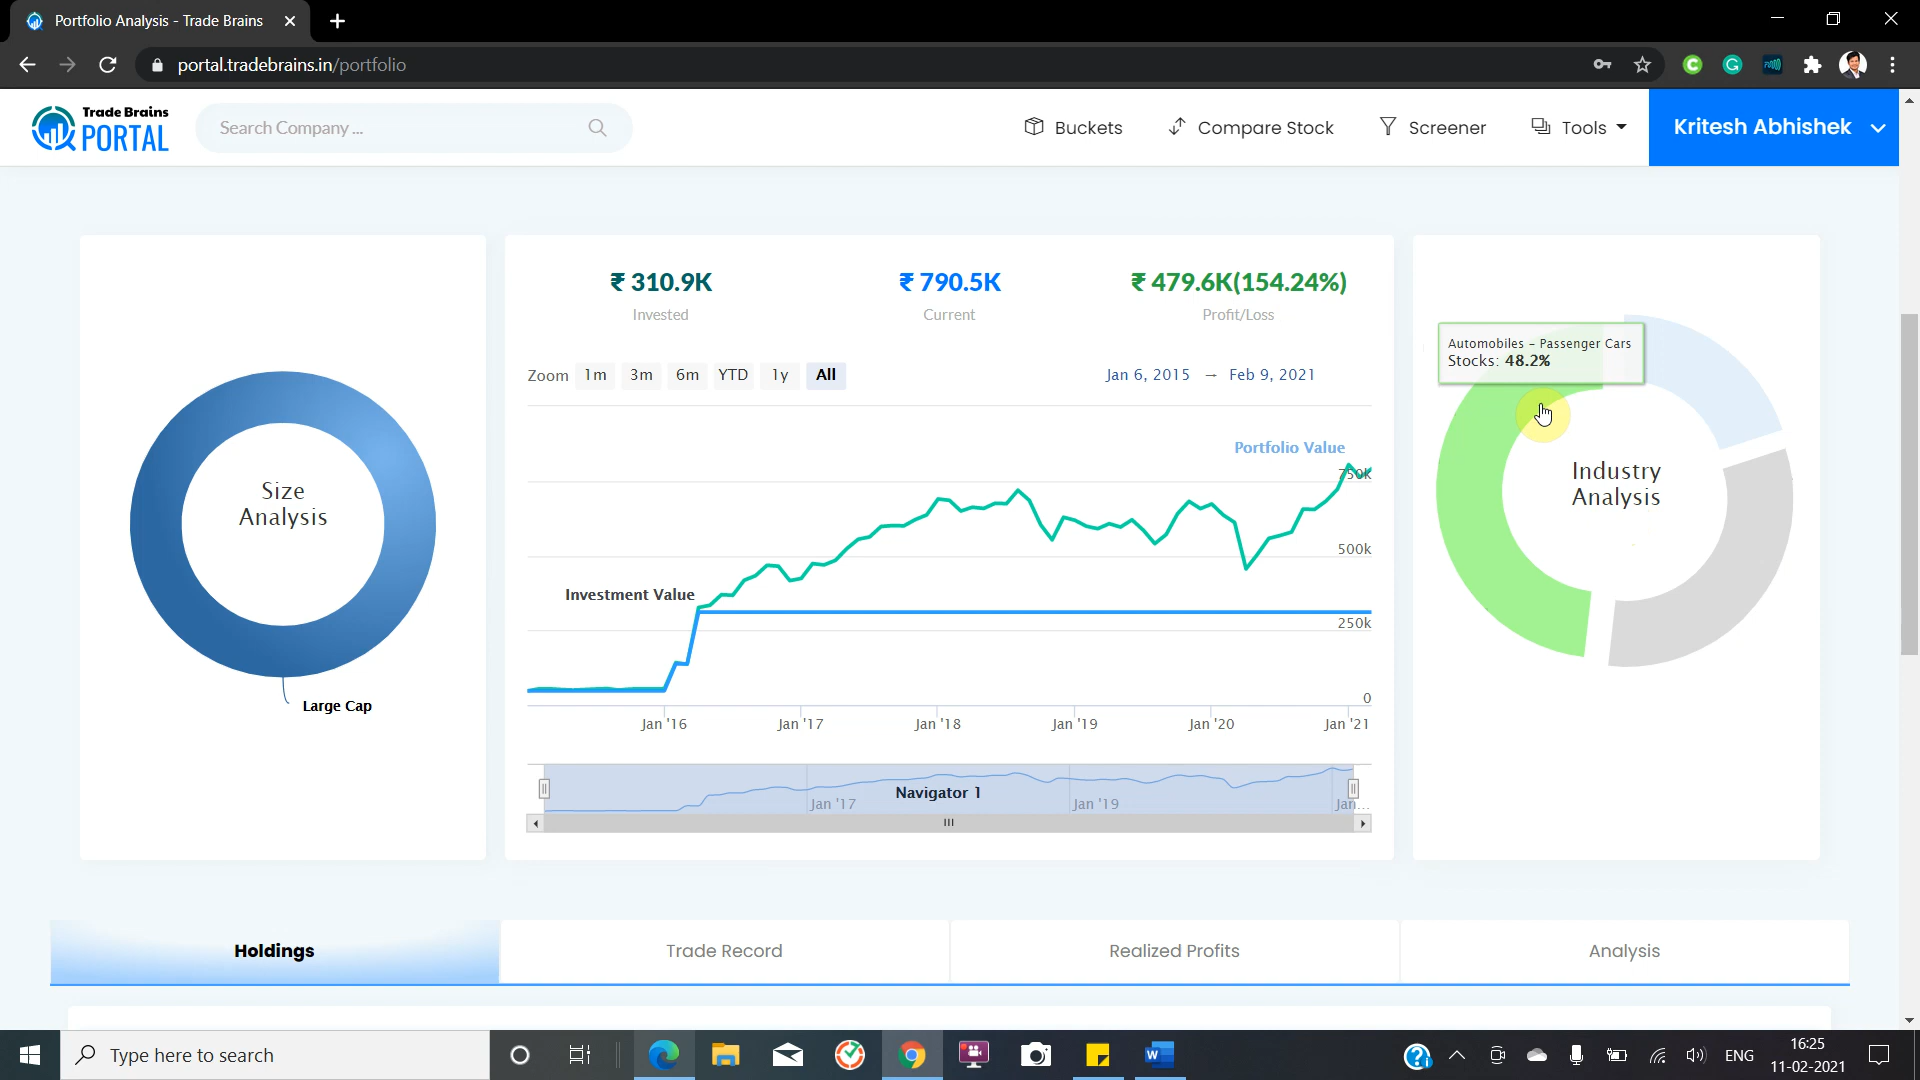 Portfolio Analysis - Trade Brains
portal.tradebrains.in/portfolio
Trade Brains
PORTAL
Search Company ...
Buckets
Compare Stock
Screener
Tools
Kritesh Abhishek
Size
Analysis
Large Cap
₹ 310.9K
Invested
₹ 790.5K
Current
₹ 479.6K(154.24%)
Profit/Loss
Zoom 1m 3m 6m YTD 1y All
Jan 6, 2015 → Feb 9, 2021
Portfolio Value
750k
500k
Investment Value
250k
0
Jan '16 Jan '17 Jan '18 Jan '19 Jan '20 Jan '21
Navigator 1
Jan '17 Jan '19 Jan...
Automobiles - Passenger Cars
Stocks: 48.2%
Industry
Analysis
Holdings
Trade Record
Realized Profits
Analysis
Type here to search
ENG
16:25
11-02-2021